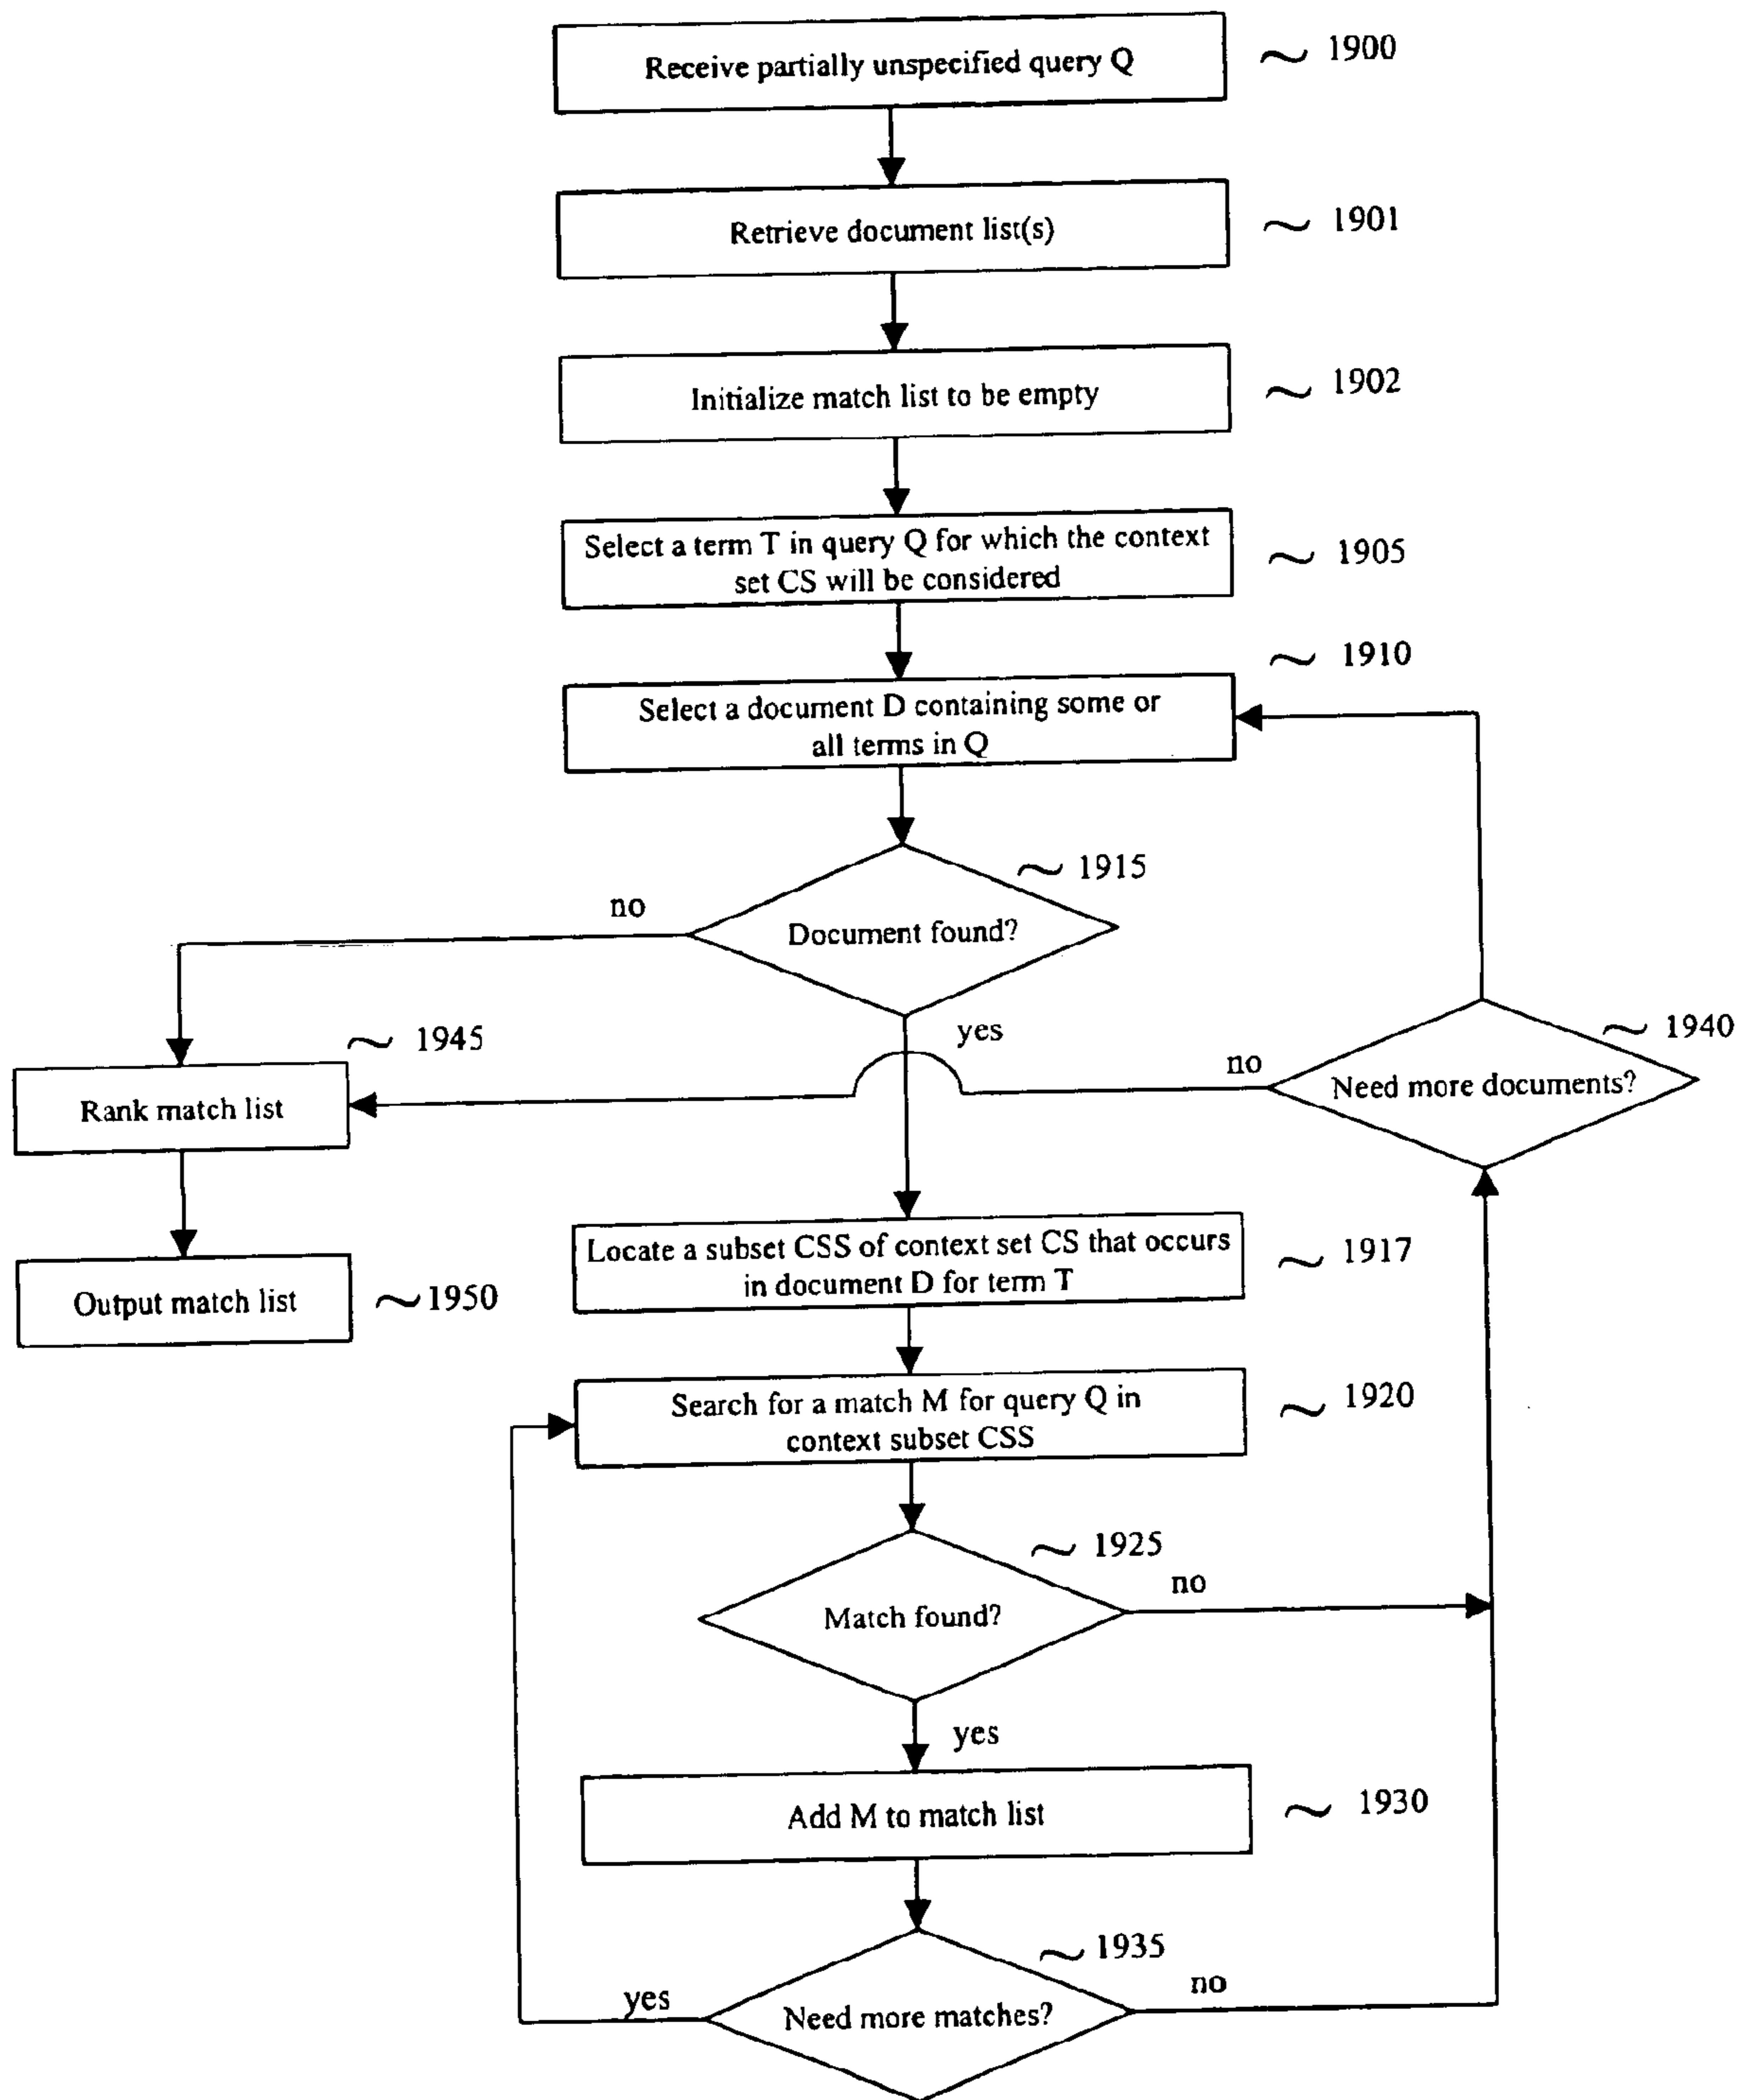 Receive partially unspecified query Q
~ 1900
Retrieve document list(s)
~ 1901
Initialize match list to be empty
~ 1902
Select a term T in query Q for which the context
set CS will be considered
~ 1905
~ 1910
Select a document D containing some or
all terms in Q
~ 1915
Document found?
no
yes
~ 1945
Rank match list
~ 1940
Need more documents?
no
Output match list
~1950
Locate a subset CSS of context set CS that occurs
in document D for term T
~ 1917
Search for a match M for query Q in
context subset CSS
~ 1920
~ 1925
Match found?
no
yes
Add M to match list
~ 1930
~ 1935
Need more matches?
yes
no